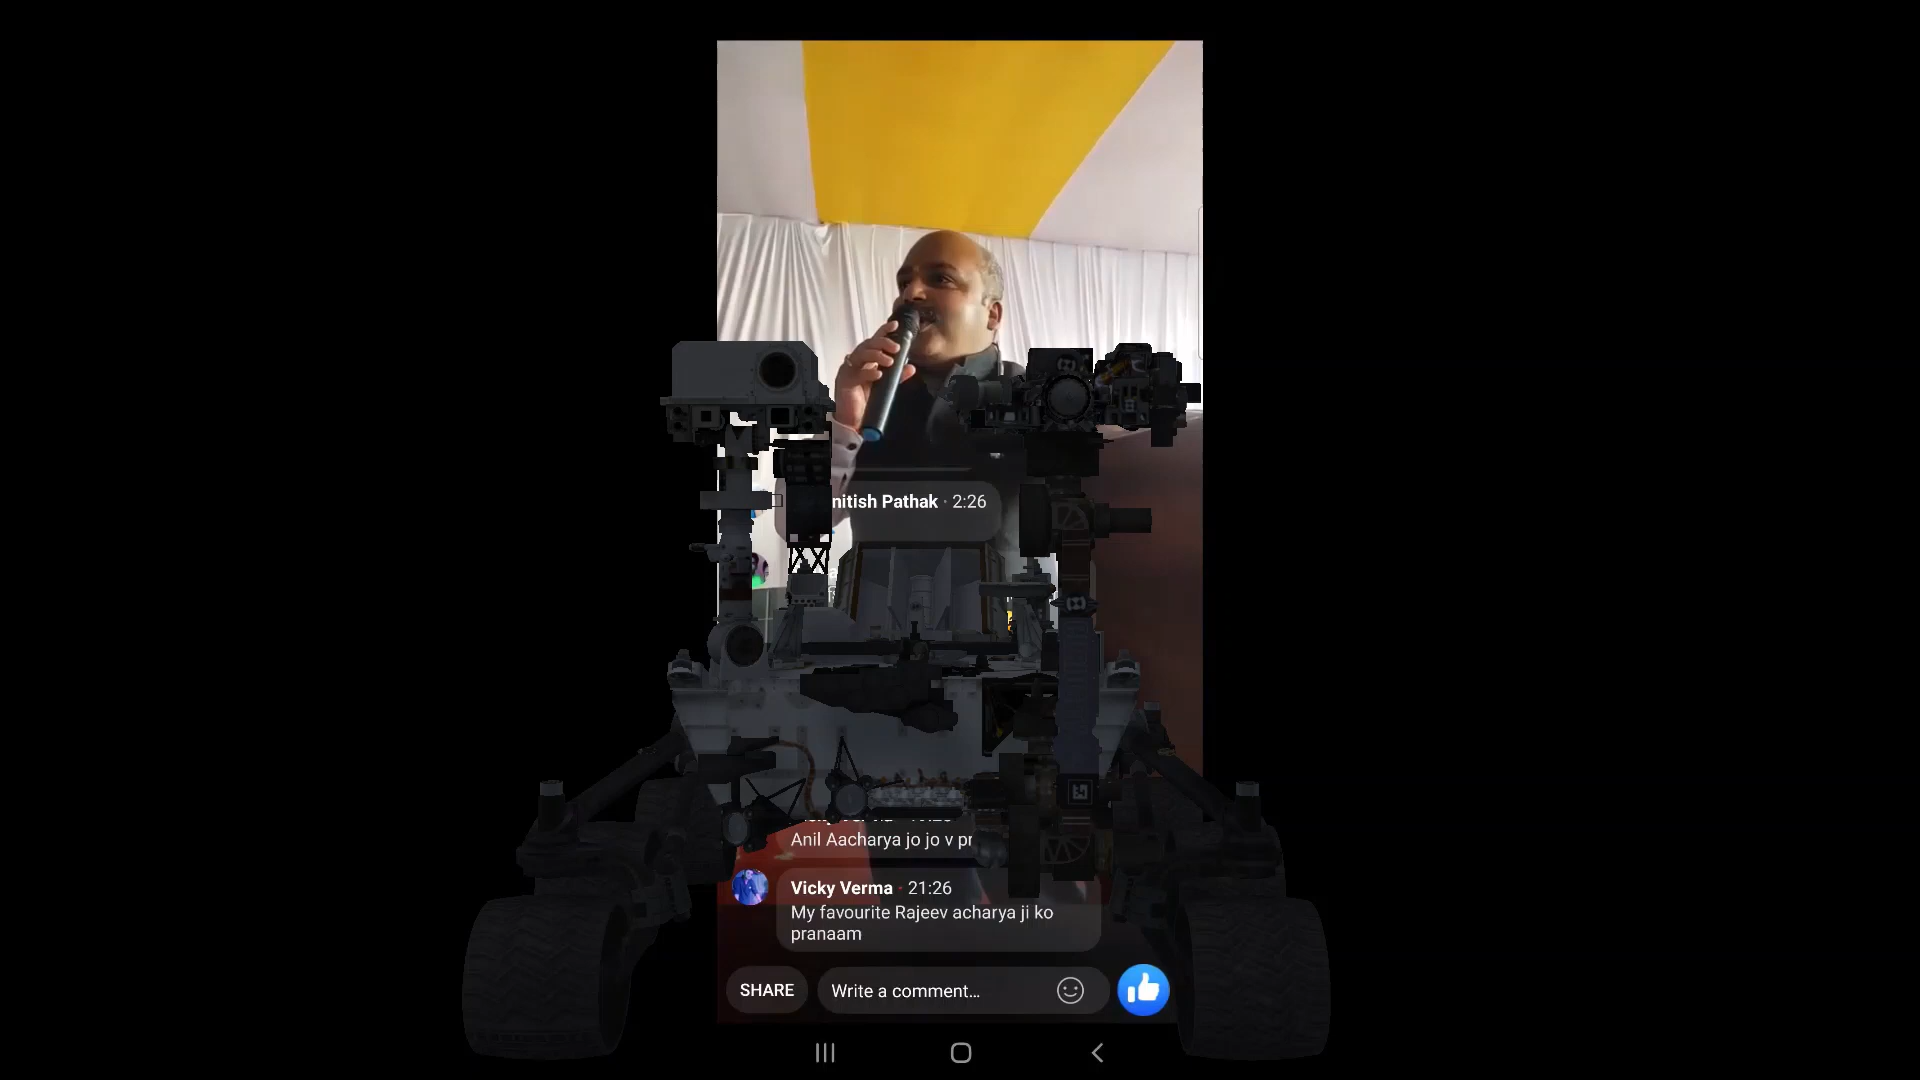 nitish Pathak · 2:26
Anil Aacharya jo jo v pr
Vicky Verma · 21:26
My favourite Rajeev acharya ji ko
pranaam
SHARE
Write a comment...